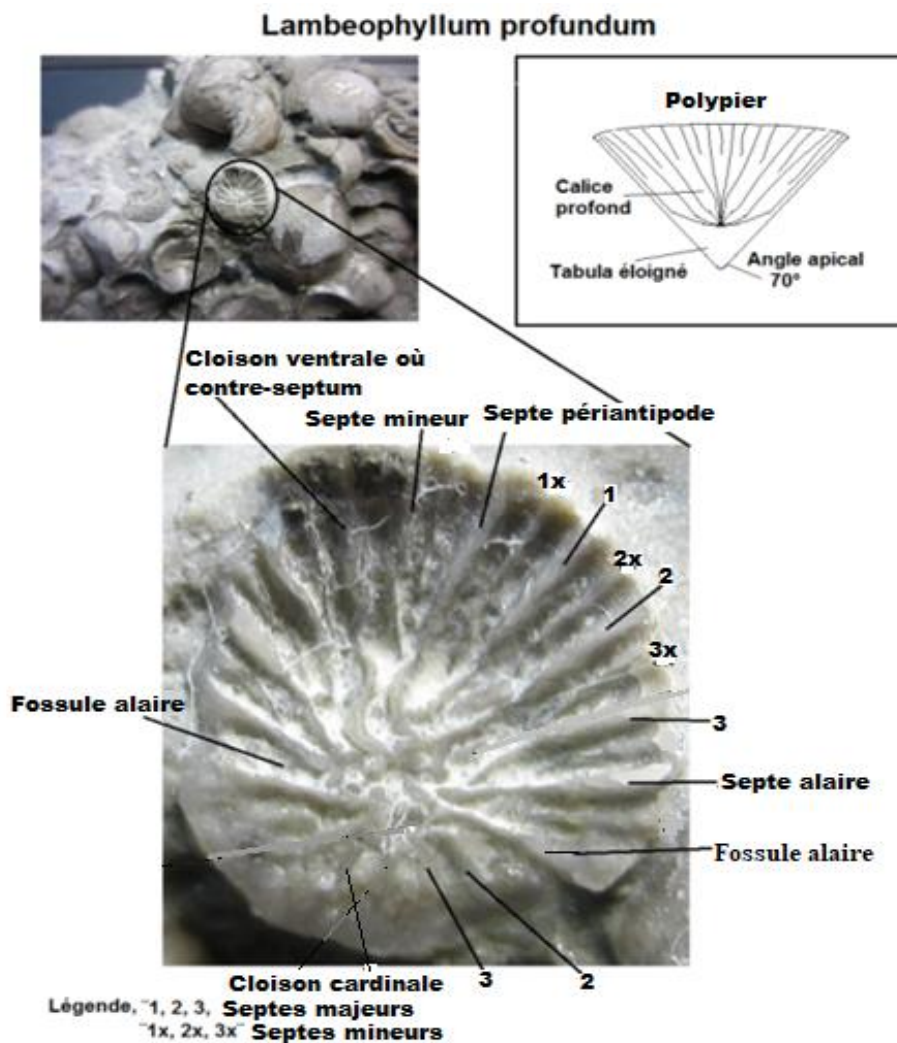 Lambeophyllum profundum
Polypier
Calice
profond
Tabula éloigné
Angle apical
70º
Cloison ventrale où
contre-septum
Septe mineur
Septe périantipode
1x
1
2x
2
3x
Fossule alaire
3
Septe alaire
Fossule alaire
3
2
Cloison cardinale
Légende, ¨1, 2, 3, Septes majeurs
¨1x, 2x, 3x¨ Septes mineurs